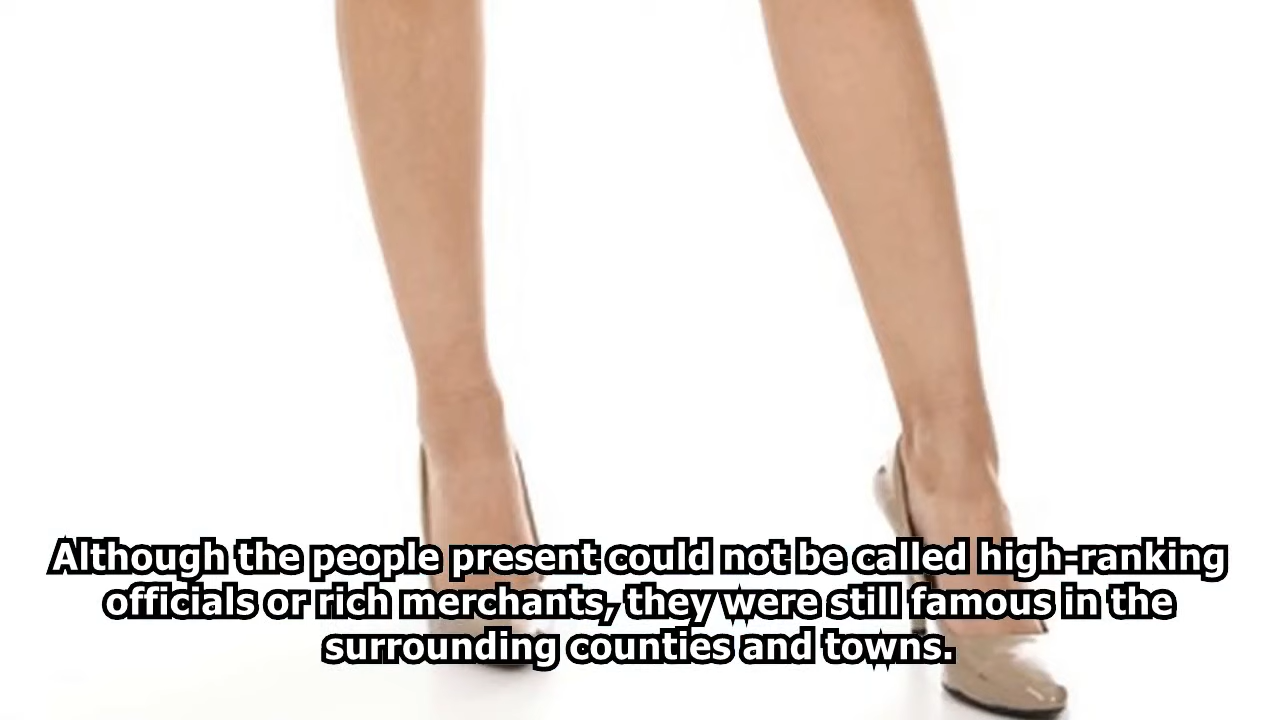 Although the people present could not be called high-ranking
officials or rich merchants, they were still famous in the
surrounding counties and towns.